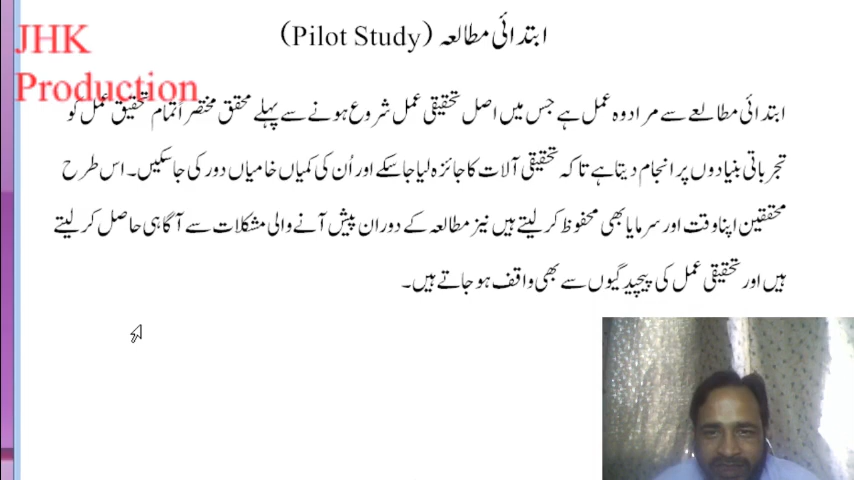 JHK
Production
ابتدائی مطالعہ (Pilot Study)
ابتدائی مطالعے سے مراد وہ عمل ہے جس میں اصل تحقیقی عمل شروع ہونے سے پہلے محقق مختصر اً تمام تحقیق عمل کو
تجرباتی بنیادوں پر انجام دیتا ہے تاکہ تحقیقی آلات کا جائزہ لیا جاسکے اور اُن کی کمیاں خامیاں دور کی جاسکیں۔ اس طرح
محققین اپنا وقت اور سرمایا بھی محفوظ کر لیتے ہیں نیز مطالعہ کے دوران پیش آنے والی مشکلات سے آگاہی حاصل کر لیتے
ہیں اور تحقیقی عمل کی پیچیدگیوں سے بھی واقف ہو جاتے ہیں۔